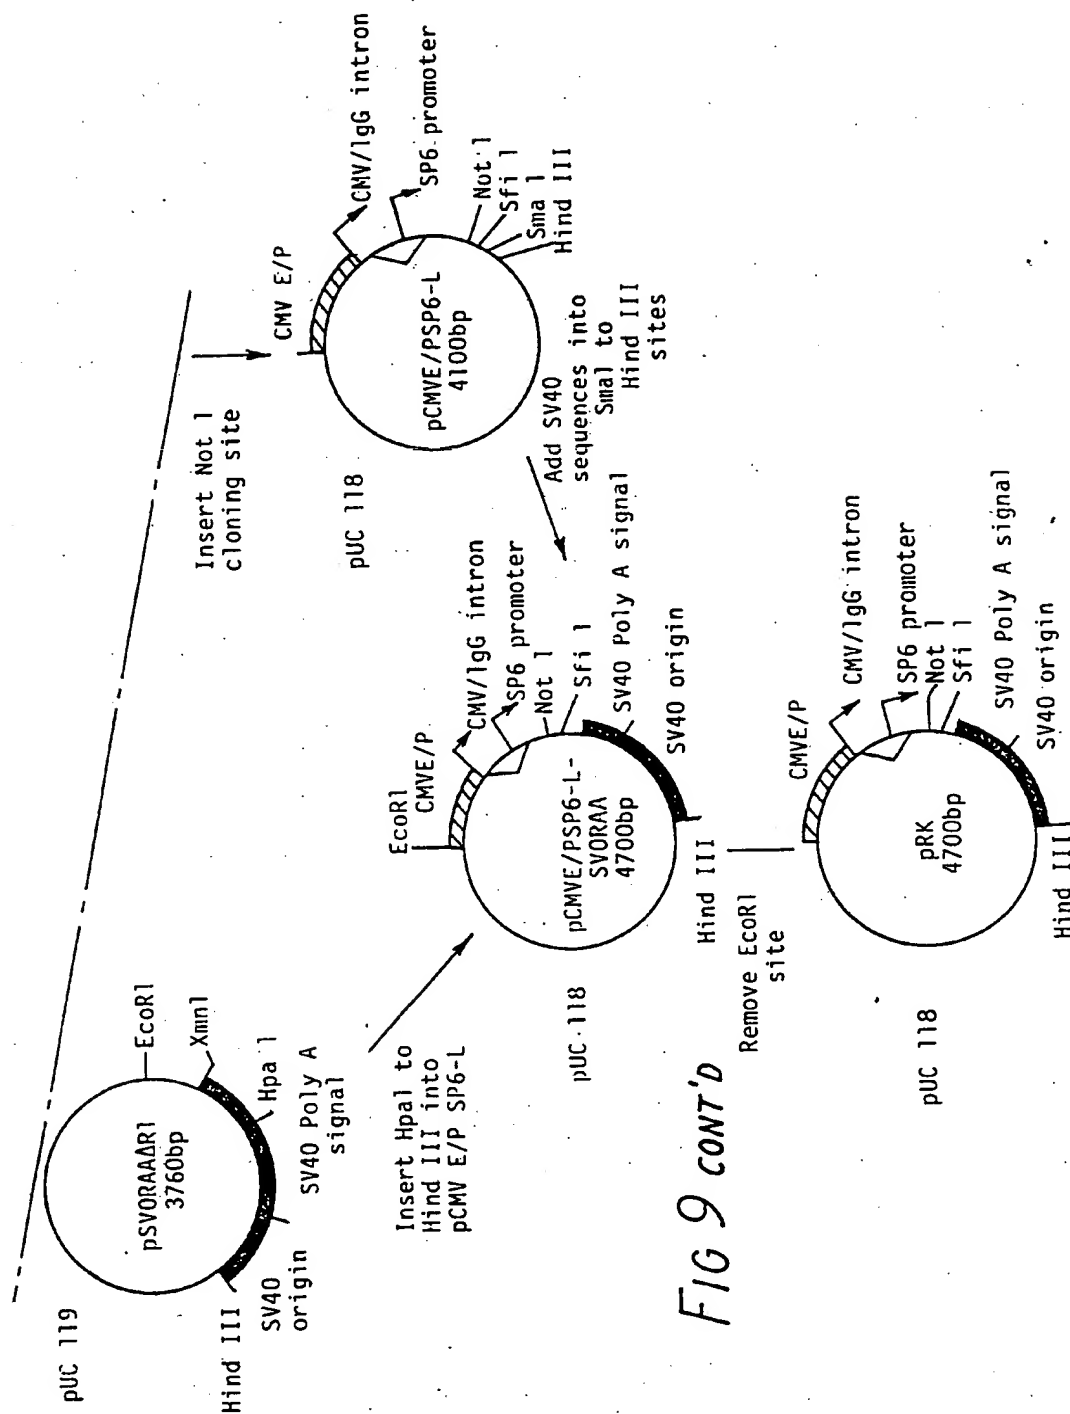 pUC 119
EcoR1
Xmn1
Hpa 1
SV40 Poly A
signal
SV40
origin
Hind III
pSVORAAΔR1
3760bp
Insert Not 1
cloning site
pUC 118
CMV E/P
CMV/1gG intron
SP6 promoter
Not 1
Sfi 1
Sma 1
Hind III
pCMVE/PSP6-L
4100bp
Insert Hpa1 to
Hind III into
pCMV E/P SP6-L
Add SV40
sequences into
Sma1 to
Hind III
sites
pUC 118
EcoR1
CMVE/P
CMV/1gG intron
SP6 promoter
Not 1
Sfi 1
SV40 Poly A signal
SV40 origin
Hind III
pCMVE/PSP6-L-
SVORAA
4700bp
Remove EcoR1
site
pUC 118
CMVE/P
CMV/1gG intron
SP6 promoter
Not 1
Sfi 1
SV40 Poly A signal
SV40 origin
Hind III
pRK
4700bp
FIG 9 CONT'D